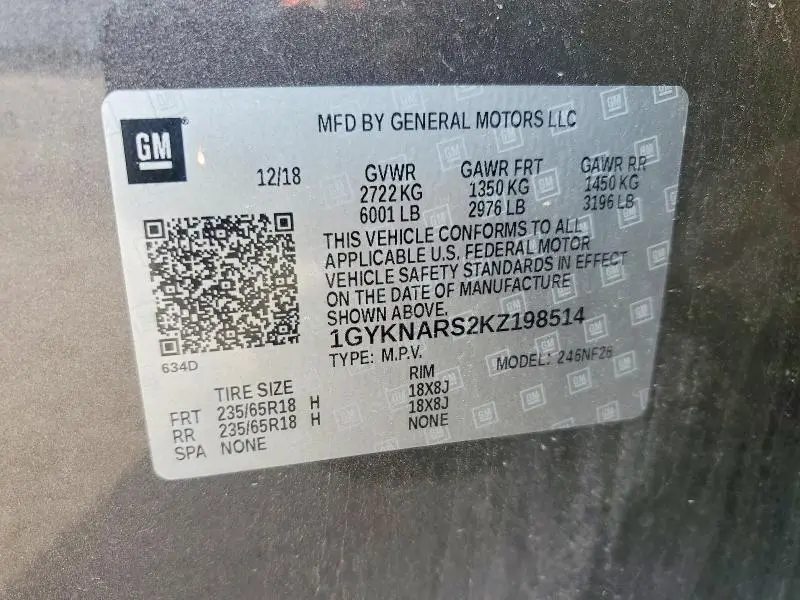 GM
MFD BY GENERAL MOTORS LLC
12/18 GVWR GAWR FRT GAWR RR
2722 KG 1350 KG 1450 KG
6001 LB 2976 LB 3196 LB
THIS VEHICLE CONFORMS TO ALL
APPLICABLE U.S. FEDERAL MOTOR
VEHICLE SAFETY STANDARDS IN EFFECT
ON THE DATE OF MANUFACTURE
SHOWN ABOVE.
1GYKNARS2KZ198514
TYPE: M.P.V. MODEL: 246NF26
634D
TIRE SIZE RIM
FRT 235/65R18 H 18X8J
RR 235/65R18 H 18X8J
SPA NONE NONE